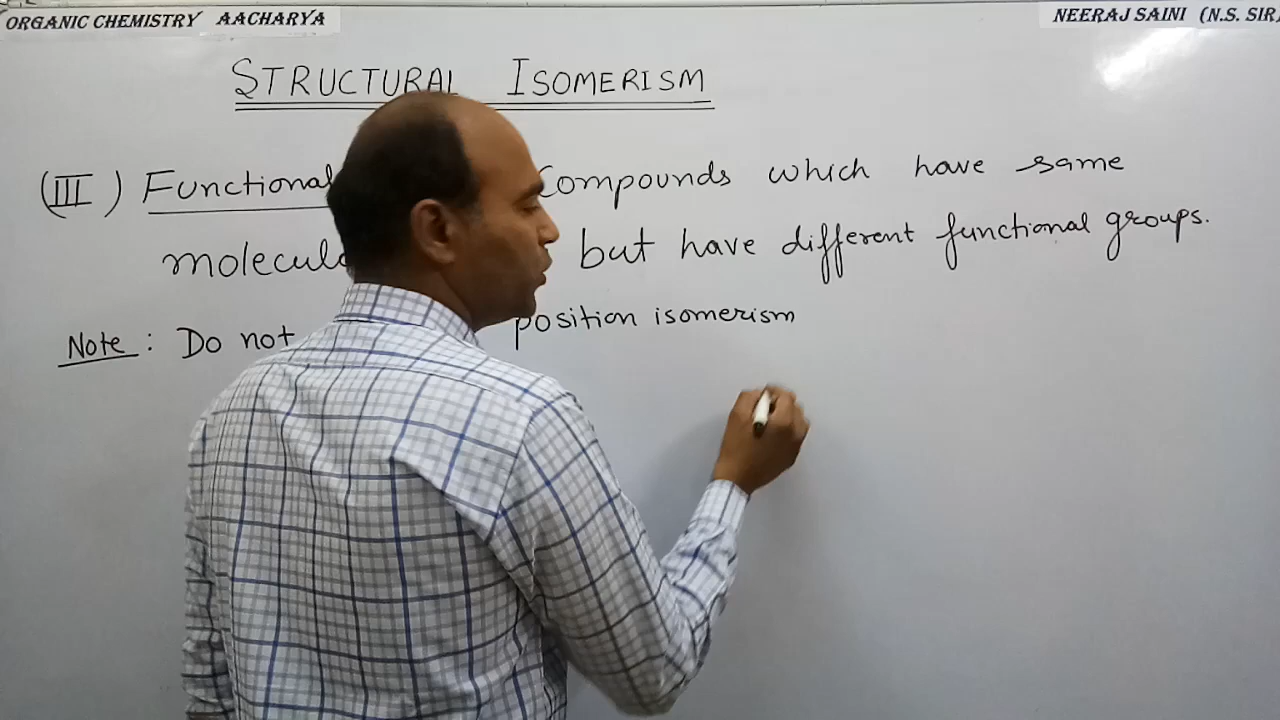 ORGANIC CHEMISTRY AACHARYA
NEERAJ SAINI (N.S. SIR)
STRUCTURAL ISOMERISM
(III) Functional Compounds which have same
but have different functional groups.
Note : Do not position isomerism